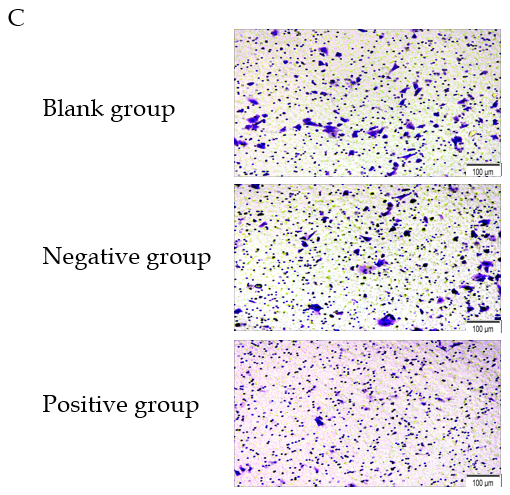 C
Blank group
100 μm
Negative group
100 μm
Positive group
100 μm